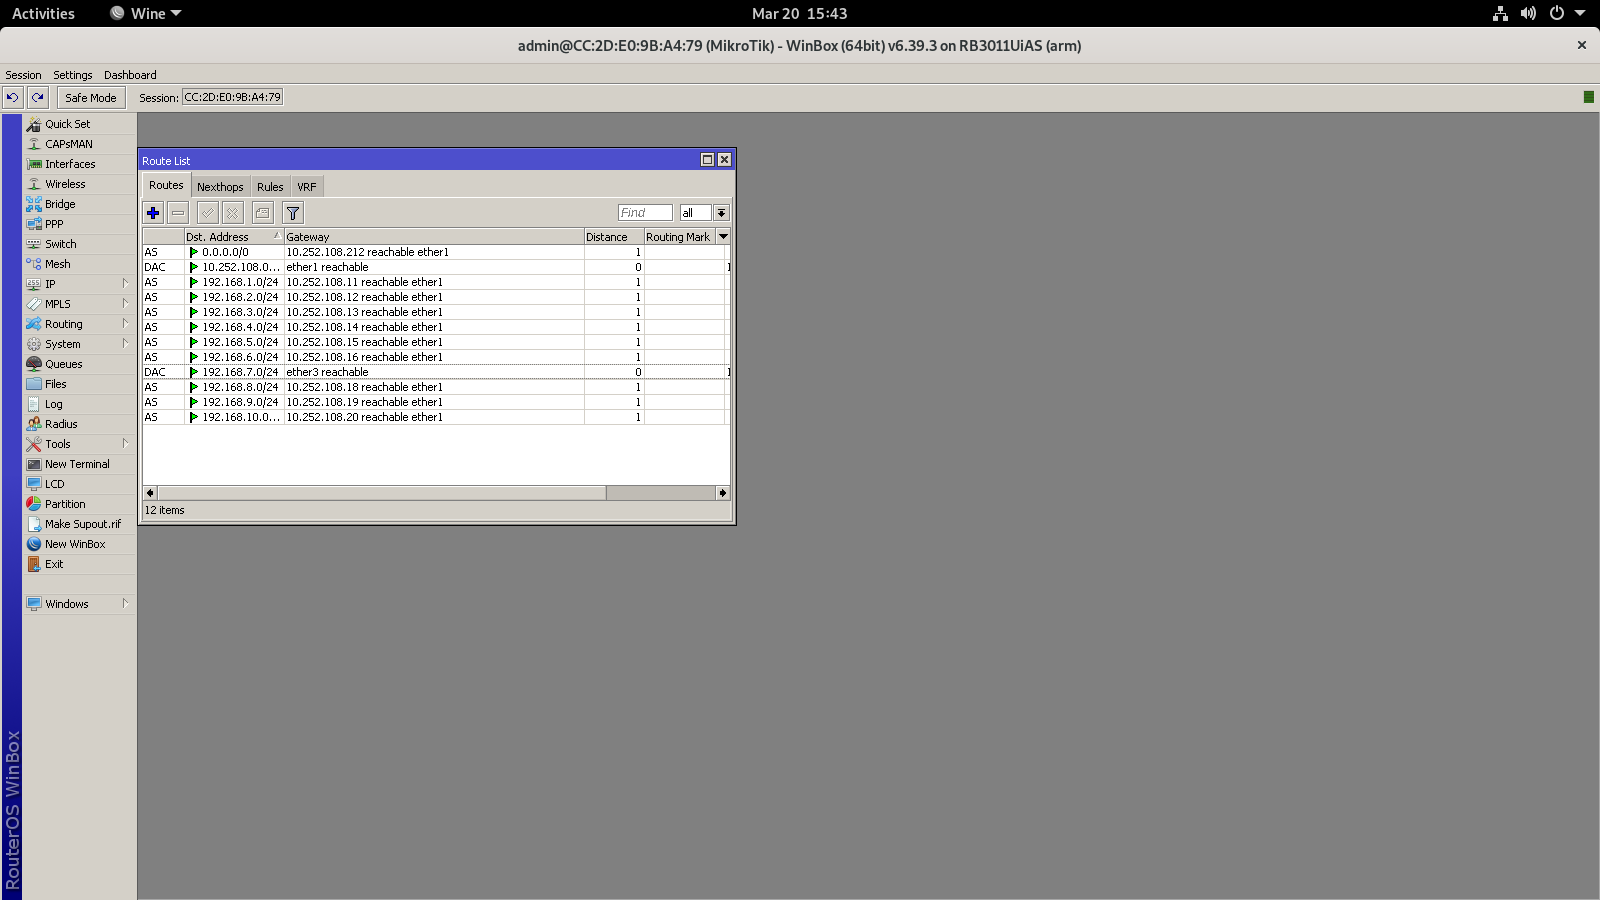 Activities Wine Mar 20 15:43
admin@CC:2D:E0:9B:A4:79 (MikroTik) - WinBox (64bit) v6.39.3 on RB3011UiAS (arm)
Session Settings Dashboard
Safe Mode Session: CC:2D:E0:9B:A4:79
Quick Set
CAPsMAN
Interfaces
Wireless
Bridge
PPP
Switch
Mesh
IP
MPLS
Routing
System
Queues
Files
Log
Radius
Tools
New Terminal
LCD
Partition
Make Supout.rif
New WinBox
Exit
Windows
RouterOS WinBox
Route List
Routes Nexthops Rules VRF
Find all
Dst. Address Gateway Distance Routing Mark
AS 0.0.0.0/0 10.252.108.212 reachable ether1 1
DAC 10.252.108.0... ether1 reachable 0
AS 192.168.1.0/24 10.252.108.11 reachable ether1 1
AS 192.168.2.0/24 10.252.108.12 reachable ether1 1
AS 192.168.3.0/24 10.252.108.13 reachable ether1 1
AS 192.168.4.0/24 10.252.108.14 reachable ether1 1
AS 192.168.5.0/24 10.252.108.15 reachable ether1 1
AS 192.168.6.0/24 10.252.108.16 reachable ether1 1
DAC 192.168.7.0/24 ether3 reachable 0
AS 192.168.8.0/24 10.252.108.18 reachable ether1 1
AS 192.168.9.0/24 10.252.108.19 reachable ether1 1
AS 192.168.10.0... 10.252.108.20 reachable ether1 1
12 items